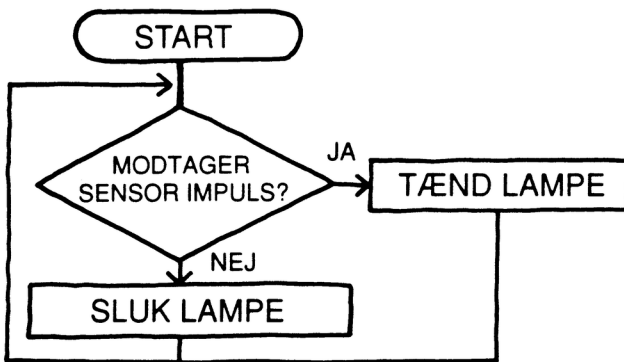 START
MODTAGER
SENSOR IMPULS?
JA
TÆND LAMPE
NEJ
SLUK LAMPE